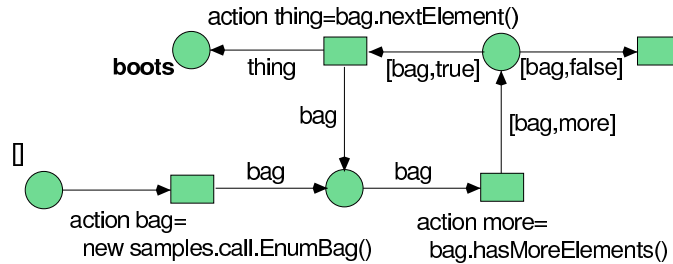 action thing=bag.nextElement()
boots
thing
[bag,true]
[bag,false]
bag
[bag,more]
[]
bag
bag
action bag=
new samples.call.EnumBag()
action more=
bag.hasMoreElements()